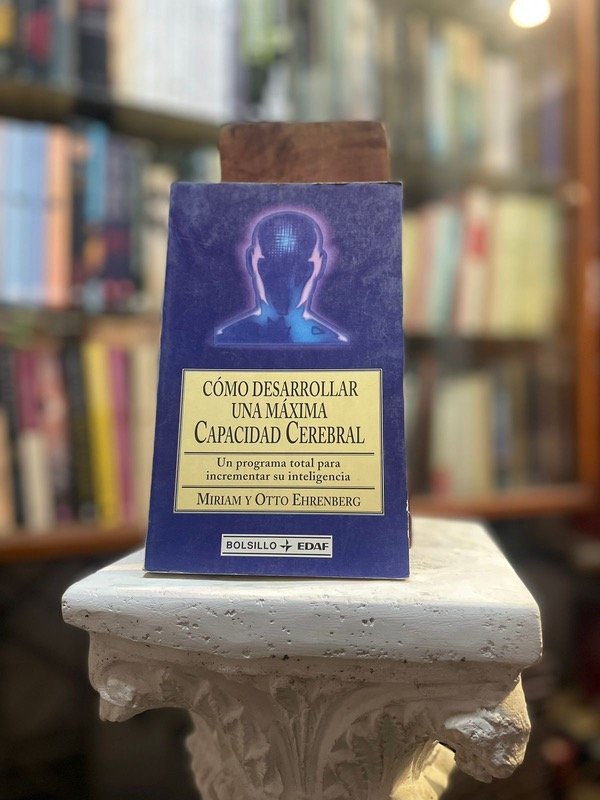 CÓMO DESARROLLAR
UNA MÁXIMA
CAPACIDAD CEREBRAL
Un programa total para
incrementar su inteligencia
MIRIAM Y OTTO EHRENBERG
BOLSILLO EDAF